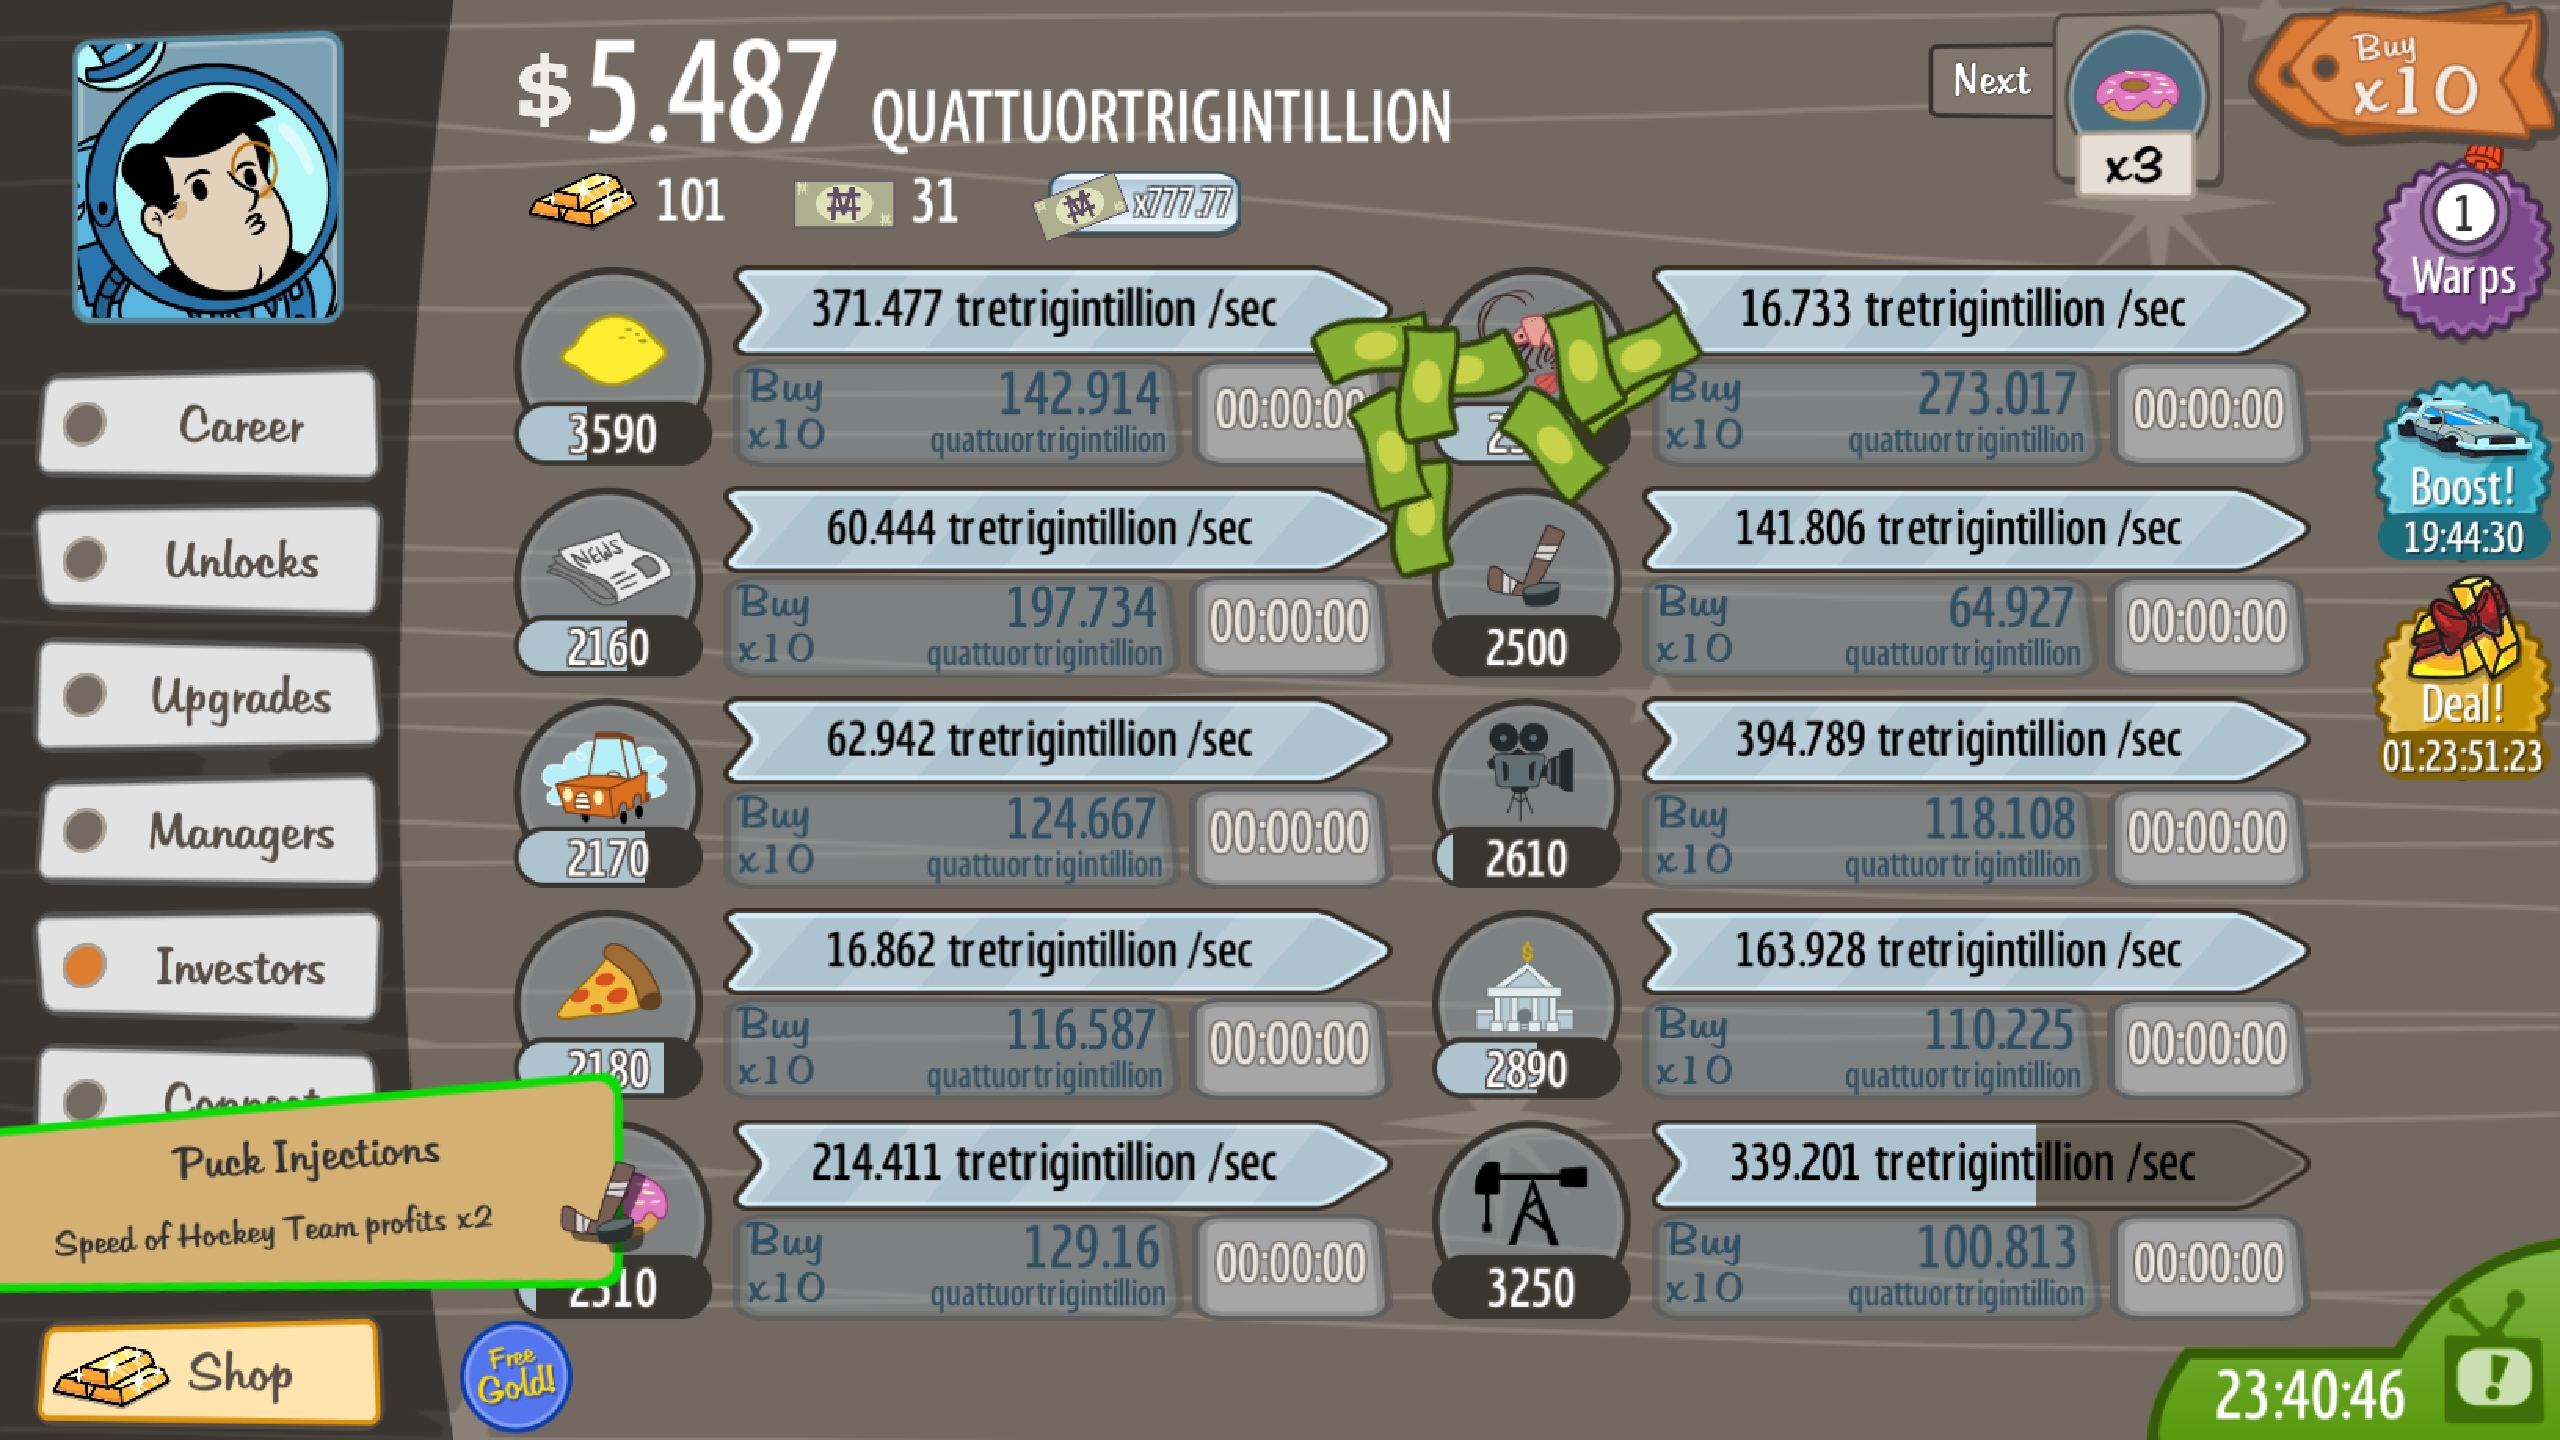 $5.487 QUATTUORTRIGINTILLION
101
31
x777.77
Next
x3
Buy
x10
1
Warps
Boost!
19:44:30
Deal!
01:23:51:23
Career
Unlocks
Upgrades
Managers
Investors
Connect
Puck Injections
Speed of Hockey Team profits x2
Shop
Free
Gold!
371.477 tretrigintillion /sec
3590
Buy
x10
142.914
quattuortrigintillion
00:00:00
NEWS
60.444 tretrigintillion /sec
2160
Buy
x10
197.734
quattuortrigintillion
00:00:00
62.942 tretrigintillion /sec
2170
Buy
x10
124.667
quattuortrigintillion
00:00:00
16.862 tretrigintillion /sec
2180
Buy
x10
116.587
quattuortrigintillion
00:00:00
214.411 tretrigintillion /sec
2510
Buy
x10
129.16
quattuortrigintillion
00:00:00
16.733 tretrigintillion /sec
Buy
x10
273.017
quattuortrigintillion
00:00:00
141.806 tretrigintillion /sec
2500
Buy
x10
64.927
quattuortrigintillion
00:00:00
394.789 tretrigintillion /sec
2610
Buy
x10
118.108
quattuortrigintillion
00:00:00
163.928 tretrigintillion /sec
2890
Buy
x10
110.225
quattuortrigintillion
00:00:00
339.201 tretrigintillion /sec
3250
Buy
x10
100.813
quattuortrigintillion
00:00:00
23:40:46